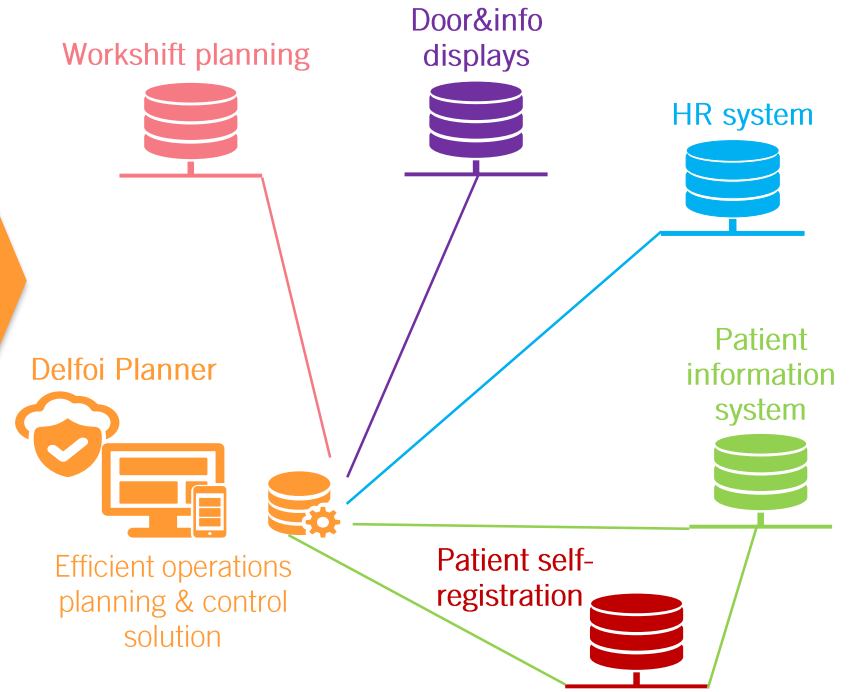 Workshift planning
Door&info
displays
HR system
Patient
information
system
Delfoi Planner
Efficient operations
planning & control
solution
Patient self-
registration